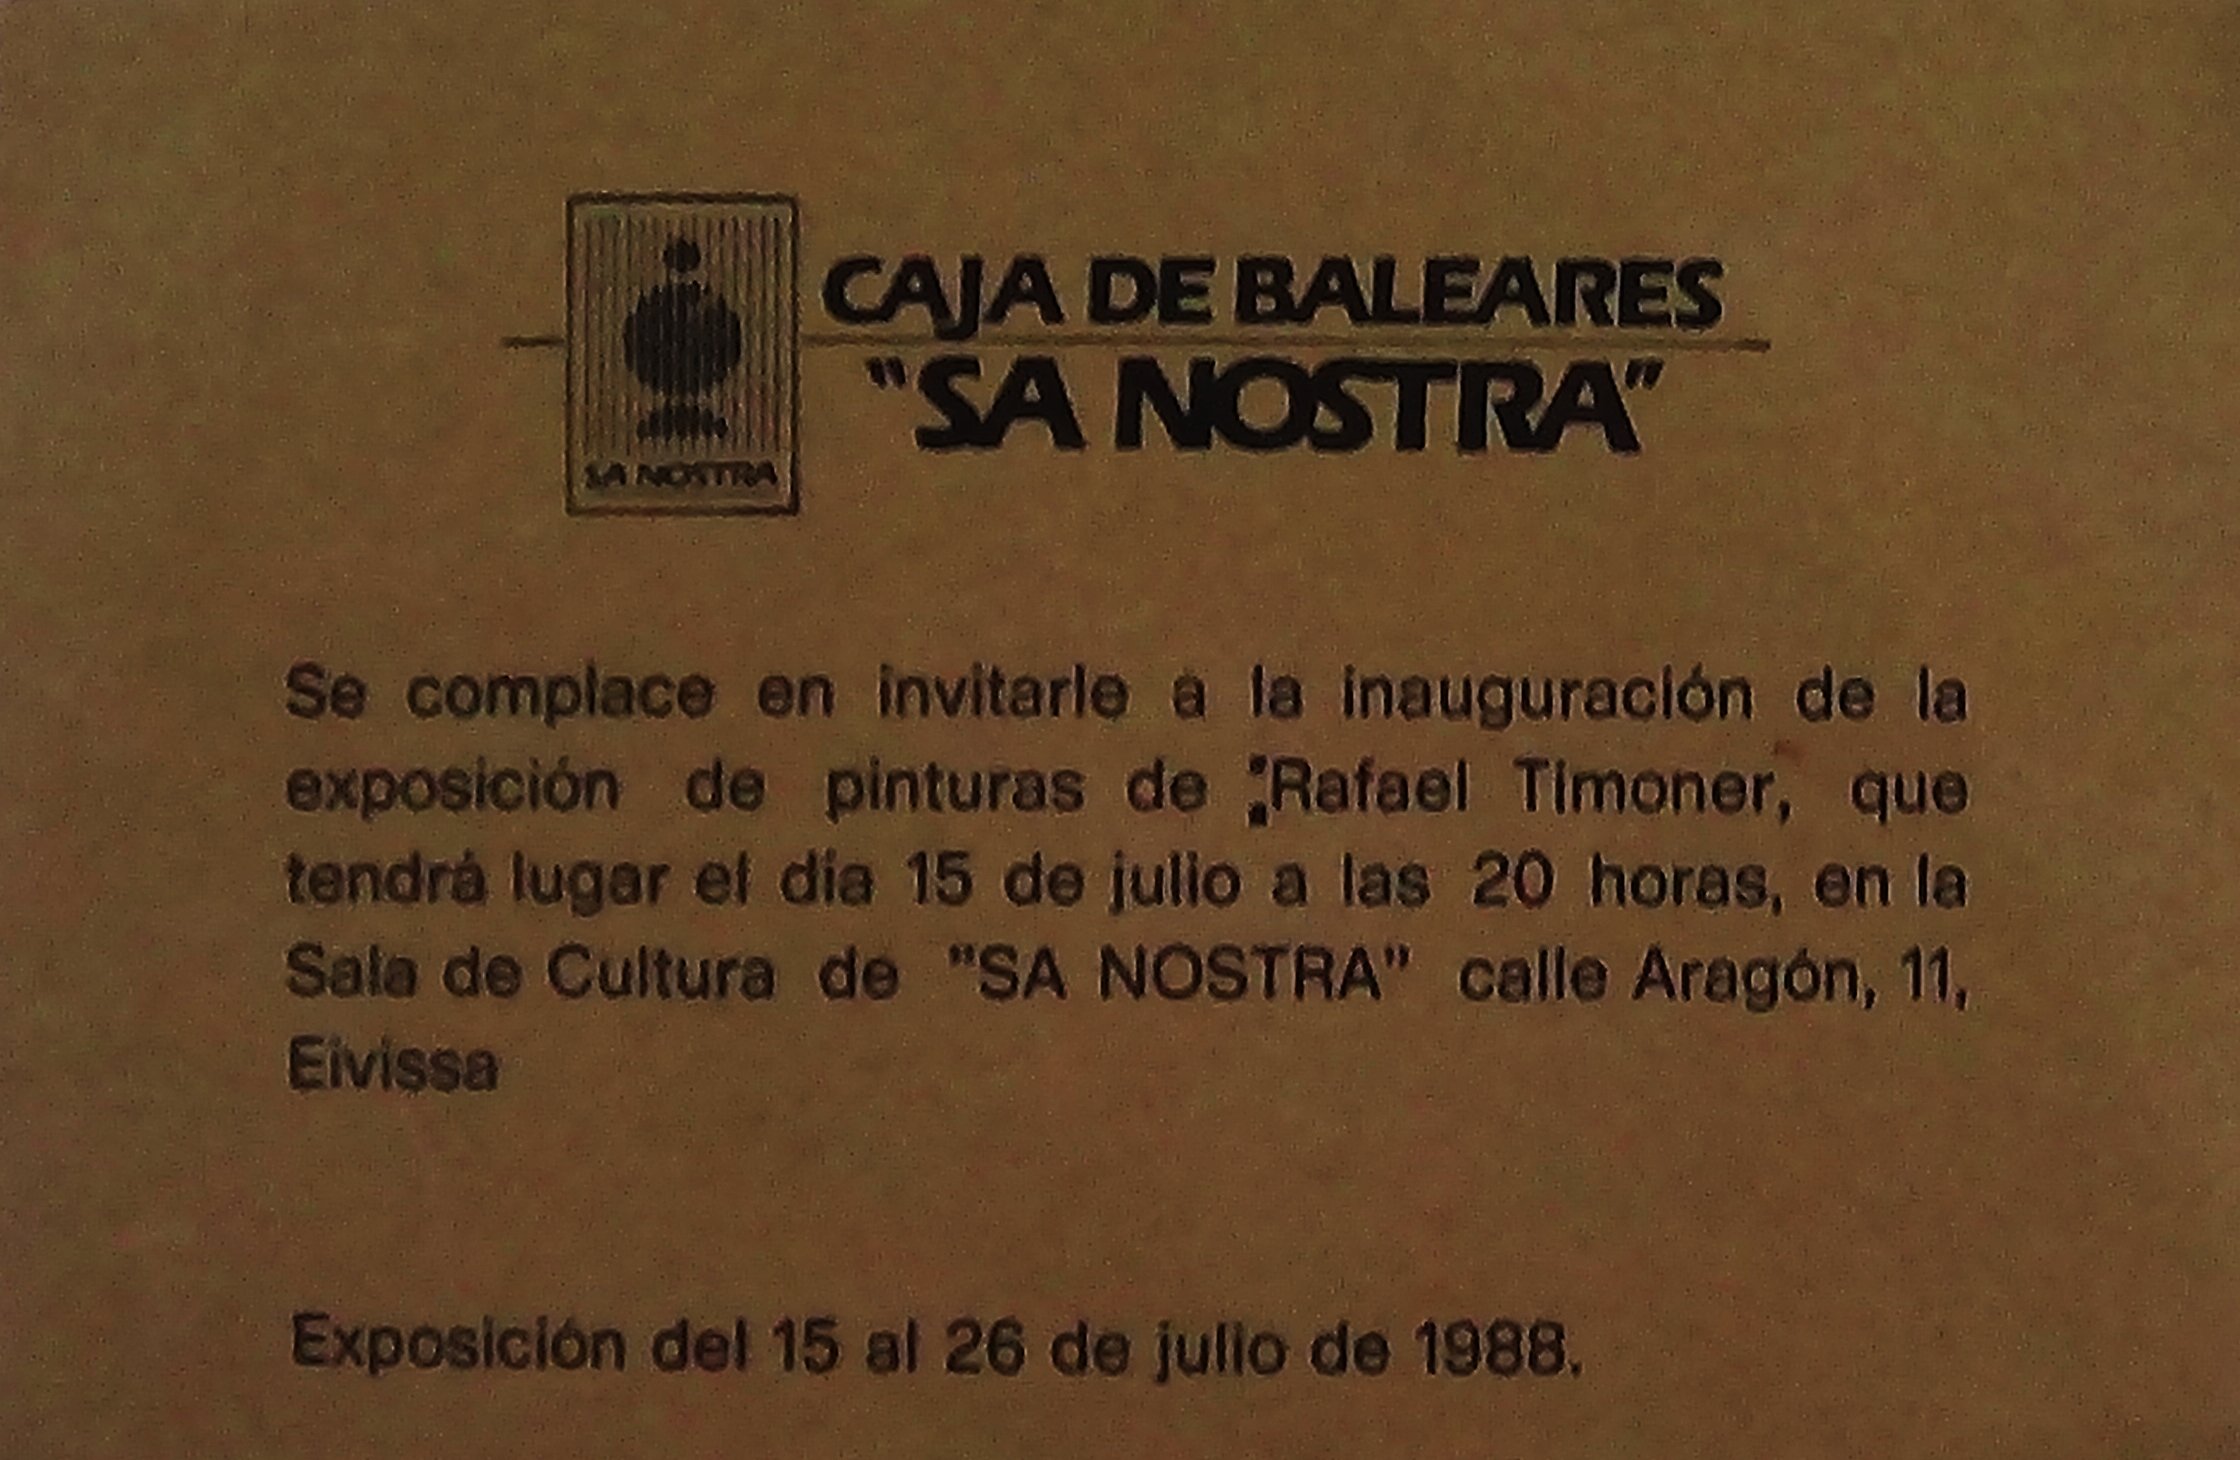 CAJA DE BALEARES
"SA NOSTRA"
SA NOSTRA
Se complace en invitarle a la inauguración de la
exposición de pinturas de :Rafael Timoner, que
tendrá lugar el día 15 de julio a las 20 horas, en la
Sala de Cultura de "SA NOSTRA" calle Aragón, 11,
Eivissa
Exposición del 15 al 26 de julio de 1988.